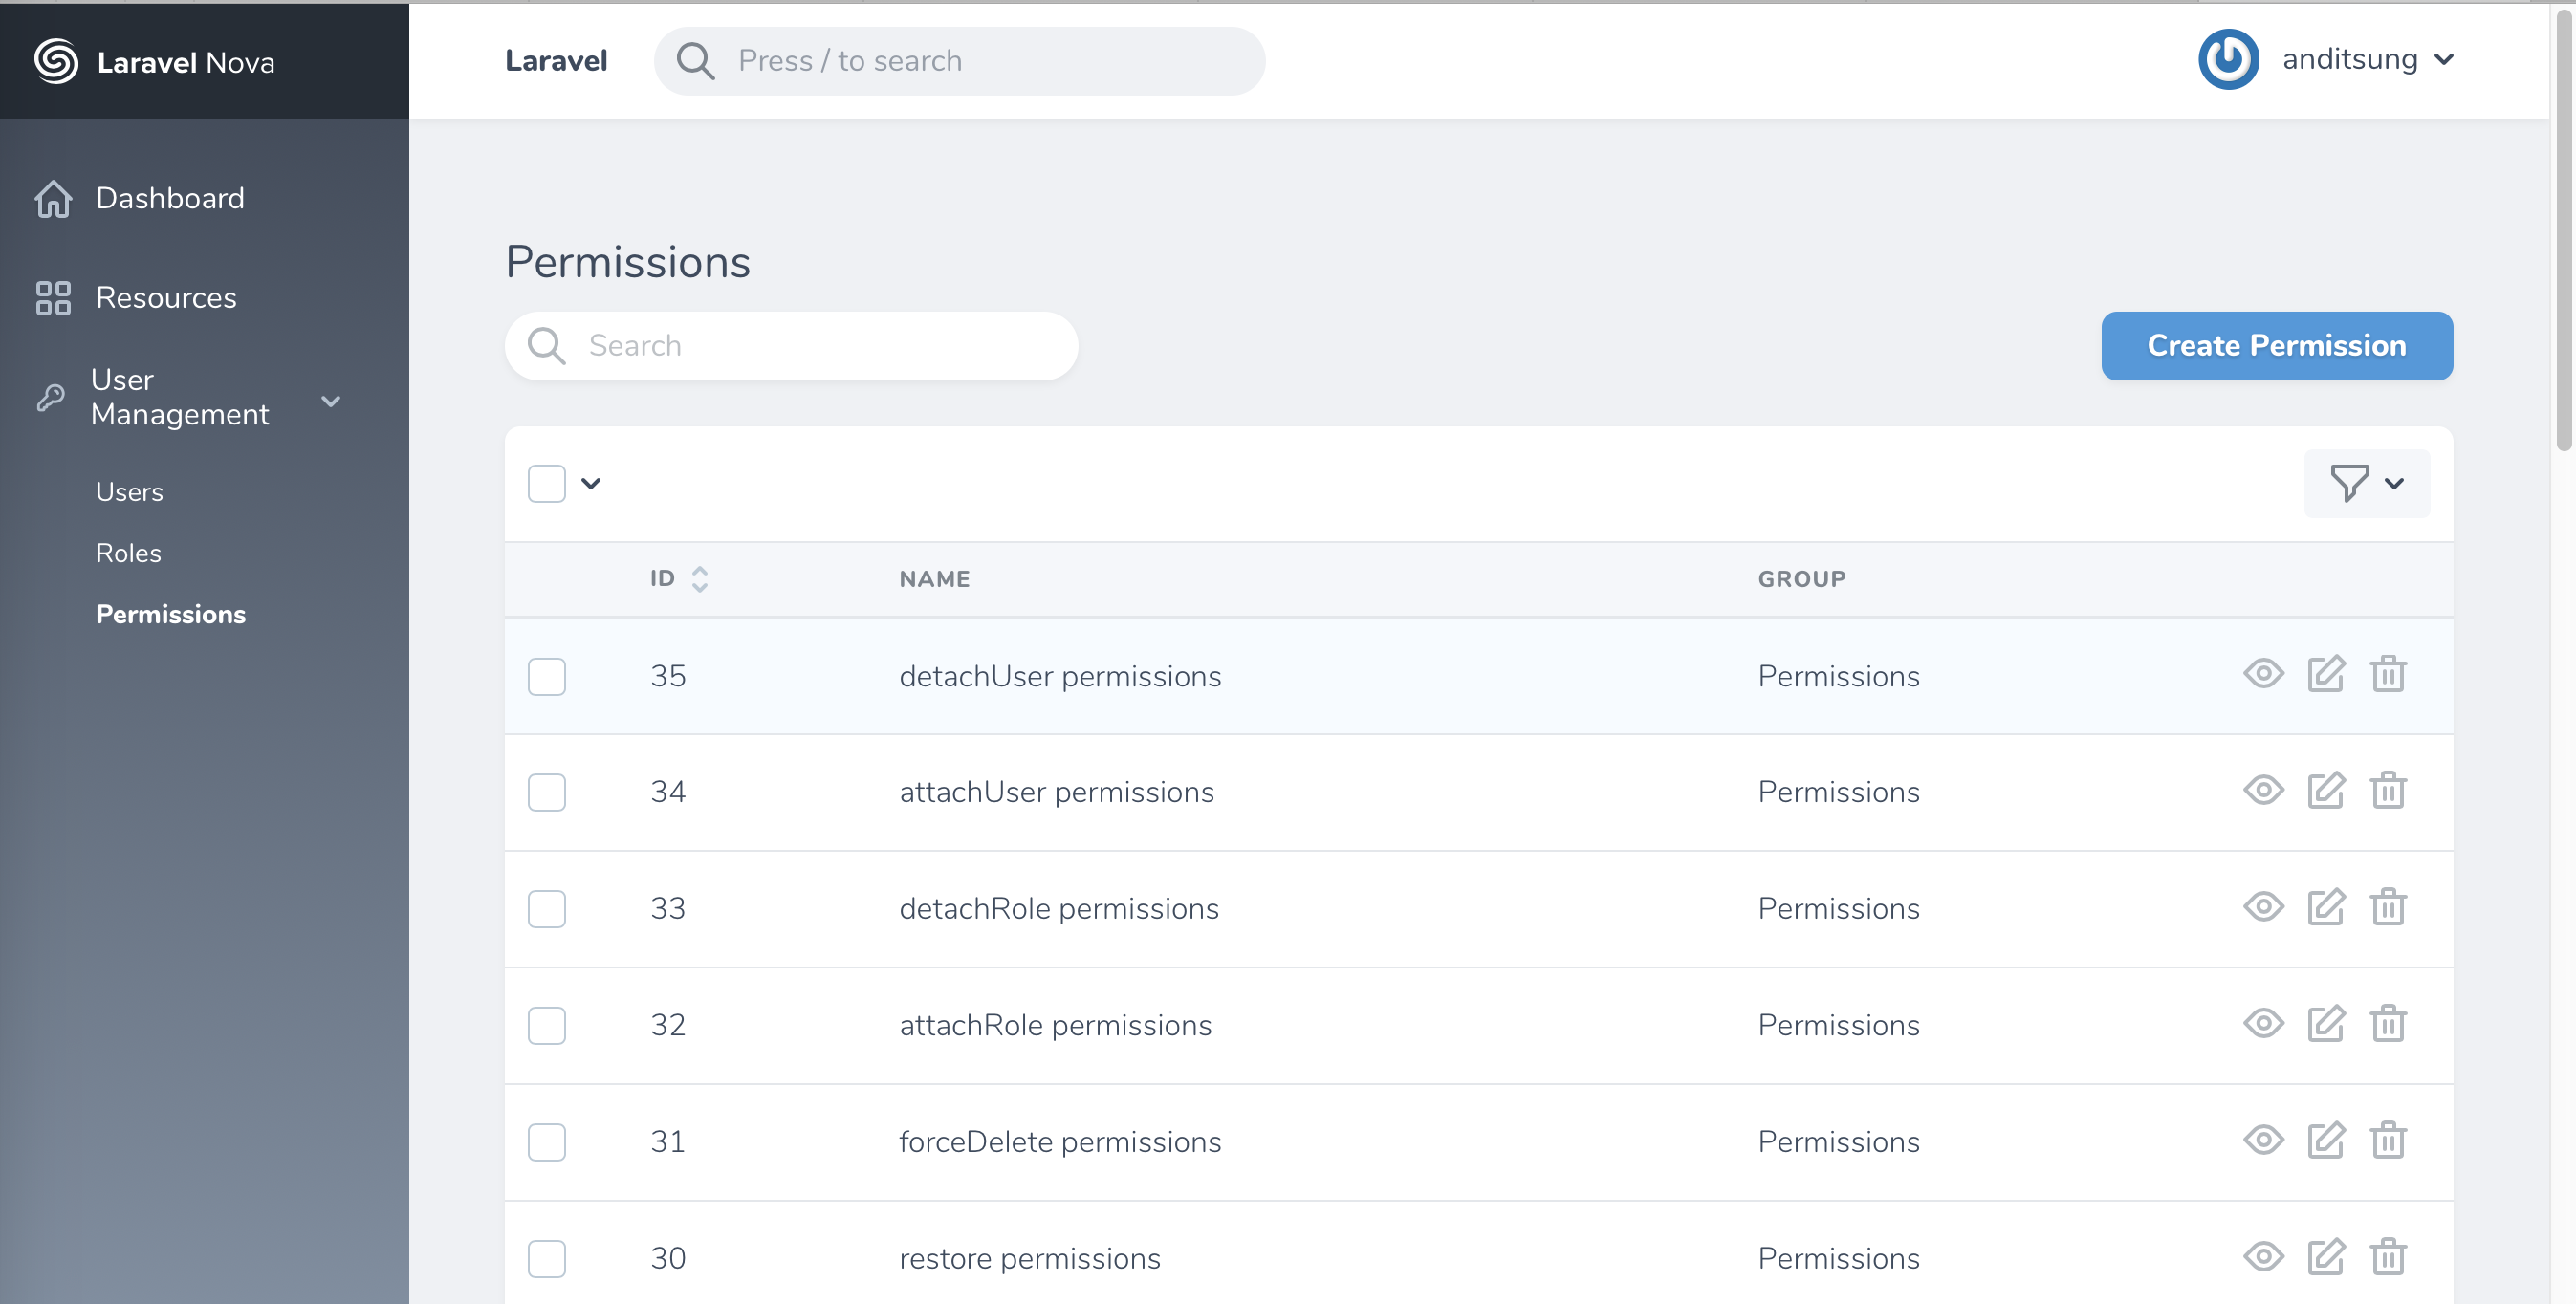 Laravel Nova
Laravel
Press / to search
anditsung
Dashboard
Resources
User
Management
Users
Roles
Permissions
Permissions
Search
Create Permission
ID NAME GROUP
35 detachUser permissions Permissions
34 attachUser permissions Permissions
33 detachRole permissions Permissions
32 attachRole permissions Permissions
31 forceDelete permissions Permissions
30 restore permissions Permissions